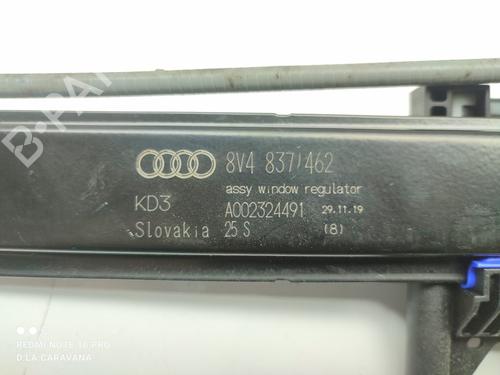 8V4 837 462
assy window regulator
KD3 A002324491 29.11.19
Slovakia 25 S (8)
B-PA
REDMI NOTE 10 PRO
D.LA CARAVANA